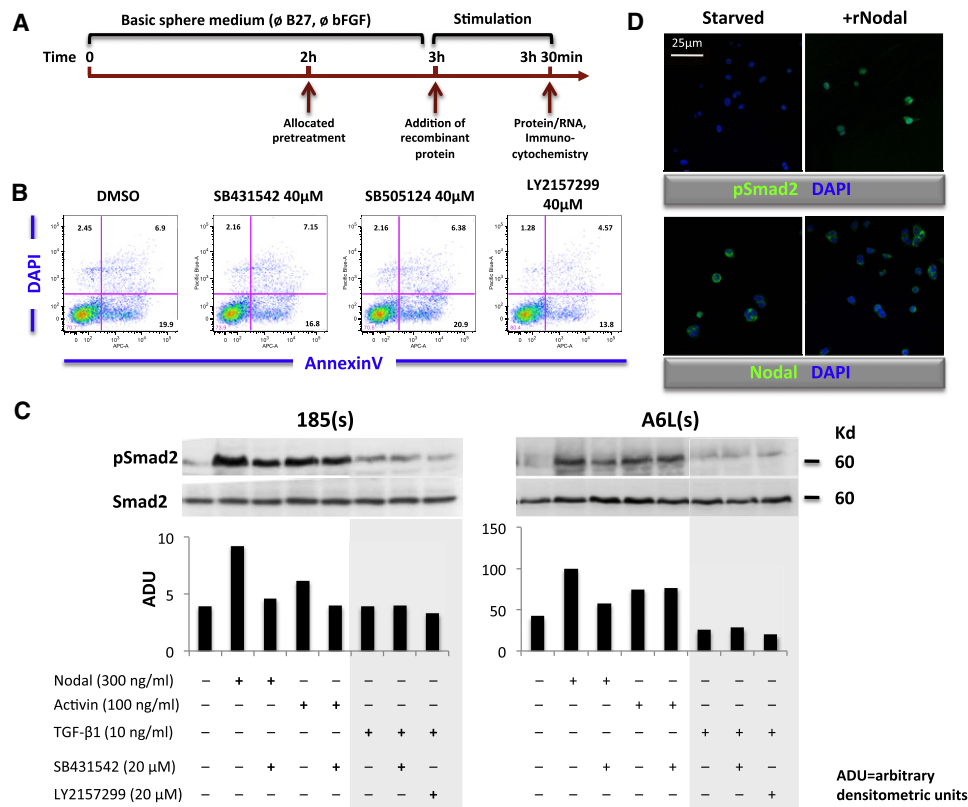 A
Basic sphere medium (ø B27, ø bFGF)
Stimulation
Time 0 2h 3h 3h 30min
Allocated pretreatment
Addition of recombinant protein
Protein/RNA, Immuno-cytochemistry
B
DMSO
SB431542 40µM
SB505124 40µM
LY2157299 40µM
DAPI
2.45 6.9
19.9
2.16 7.15
16.8
2.16 6.38
20.9
1.28 4.57
13.8
Pacific Blue-A
APC-A
AnnexinV
C
185(s)
A6L(s)
Kd
pSmad2
60
Smad2
60
ADU
10
5
0
150
100
50
0
Nodal (300 ng/ml) – + + – – – – – – + + – – – – –
Activin (100 ng/ml) – – – + + – – – – – – + + – – –
TGF-β1 (10 ng/ml) – – – – – + + + – – – – – + + +
SB431542 (20 µM) – – + – + – + – – – + – + – + –
LY2157299 (20 µM) – – – – – – – + – – – – – – – +
ADU=arbitrary
densitometric units
D
Starved
+rNodal
25µm
pSmad2 DAPI
Nodal DAPI